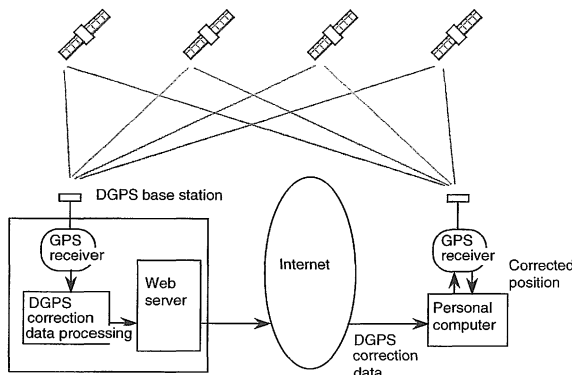 DGPS base station
GPS
receiver
DGPS
correction
data processing
Web
server
Internet
DGPS
correction
data
GPS
receiver
Personal
computer
Corrected
position